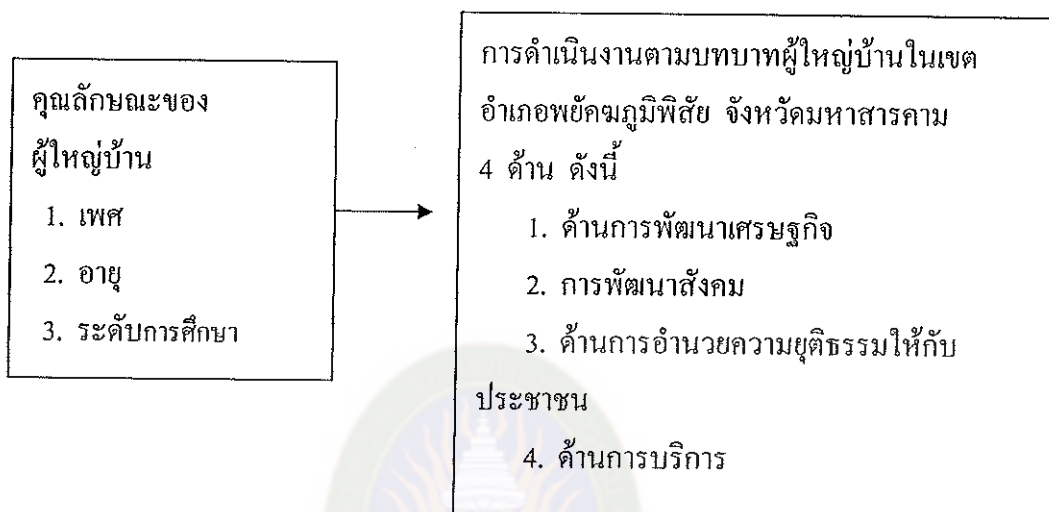 คุณลักษณะของ
ผู้ใหญ่บ้าน
1. เพศ
2. อายุ
3. ระดับการศึกษา
การดำเนินงานตามบทบาทผู้ใหญ่บ้านในเขต
อำเภอพยัคฆภูมิพิสัย จังหวัดมหาสารคาม
4 ด้าน ดังนี้
1. ด้านการพัฒนาเศรษฐกิจ
2. การพัฒนาสังคม
3. ด้านการอำนวยความยุติธรรมให้กับ
ประชาชน
4. ด้านการบริการ